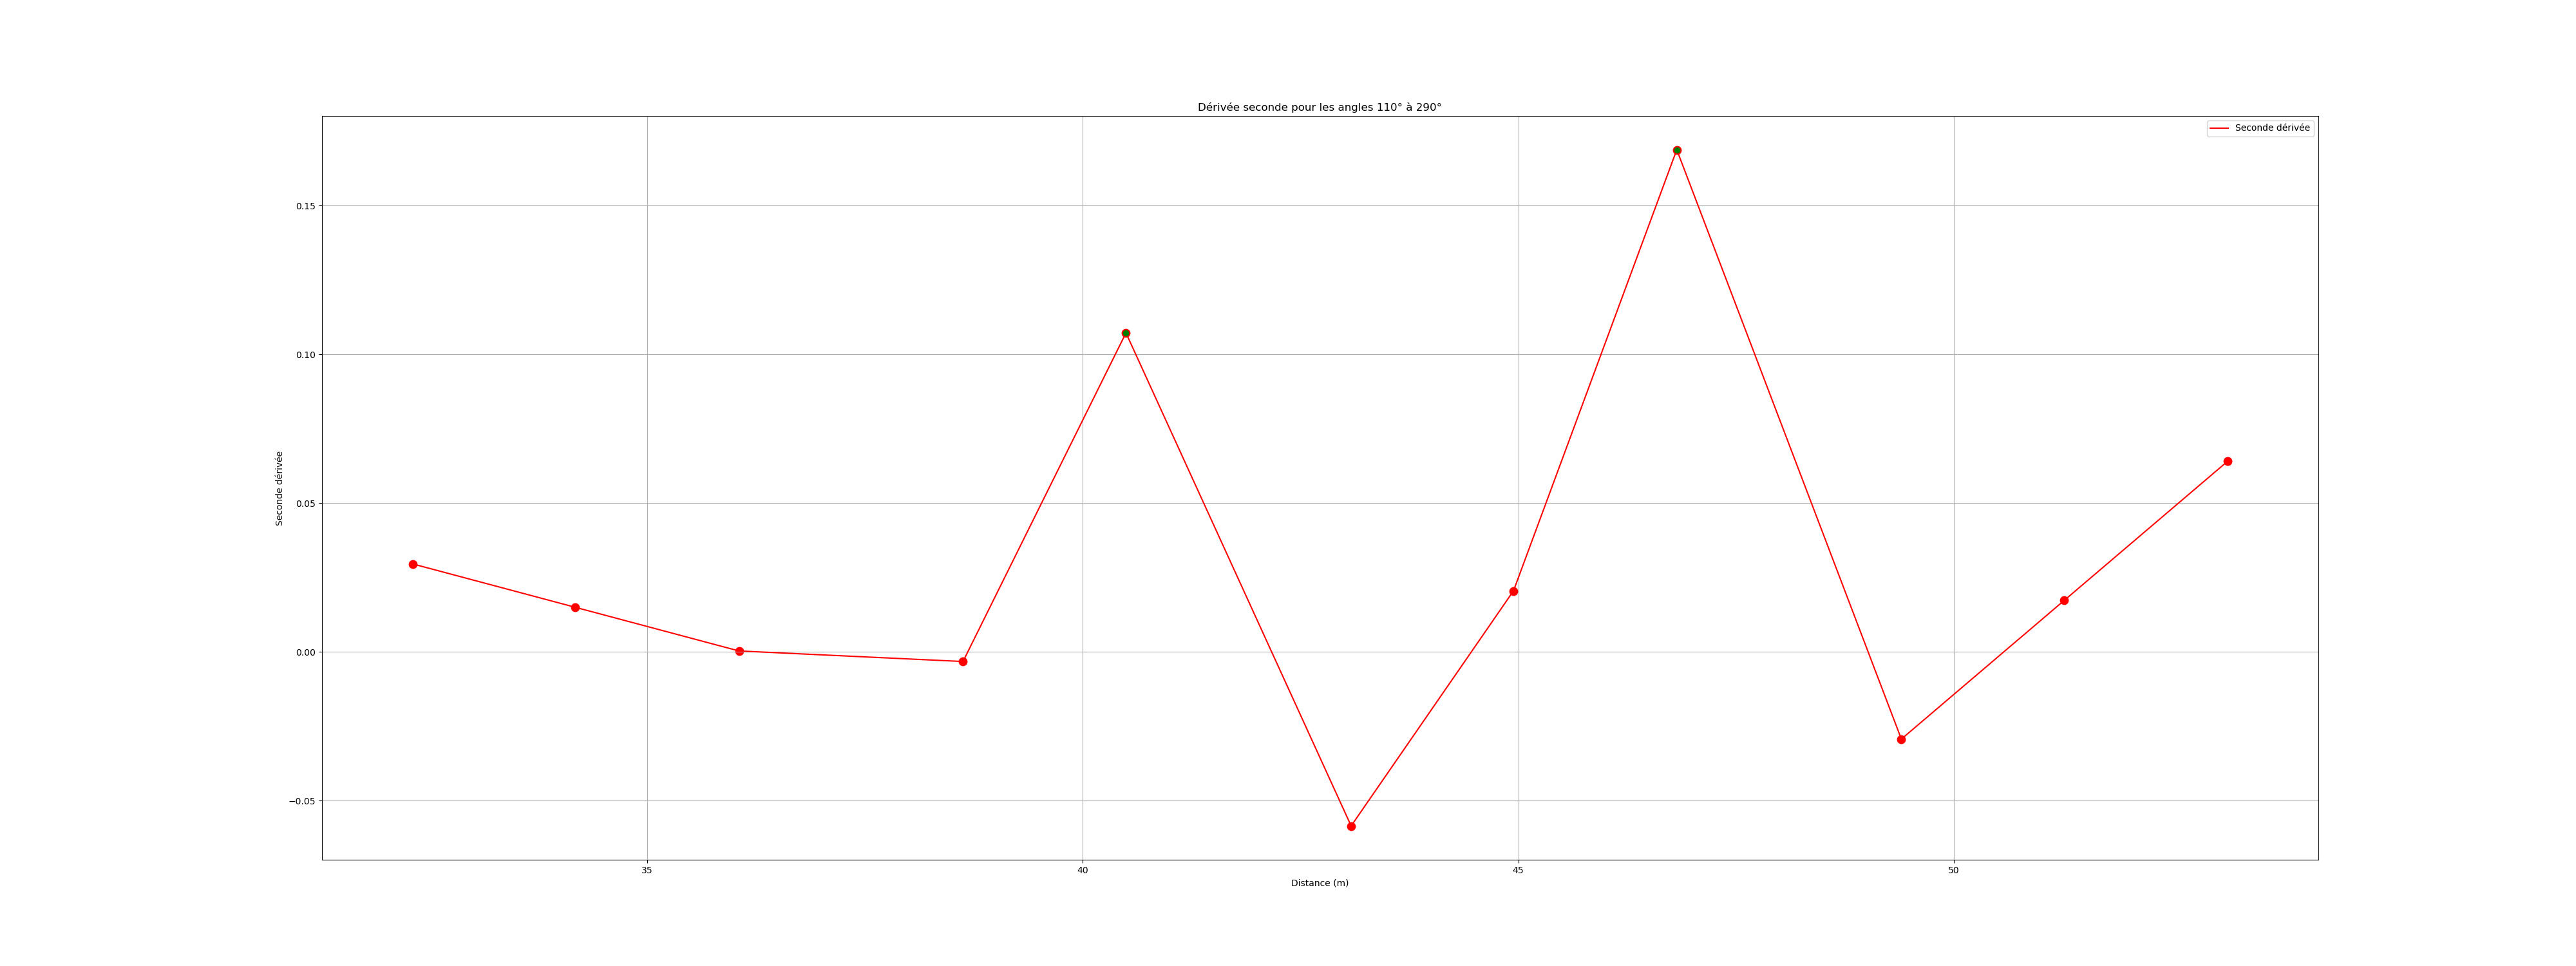 Dérivée seconde pour les angles 110° à 290°
Seconde dérivée
0.15
0.10
0.05
0.00
−0.05
Seconde dérivée
35
40
45
50
Distance (m)